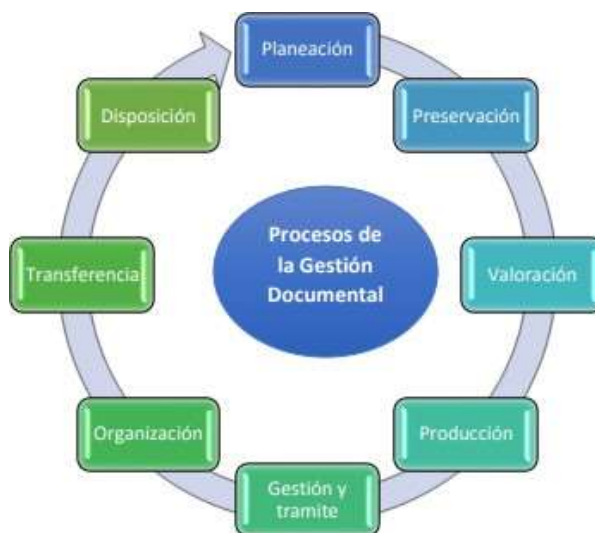 Planeación
Preservación
Valoración
Producción
Gestión y
tramite
Organización
Transferencia
Disposición
Procesos de
la Gestión
Documental